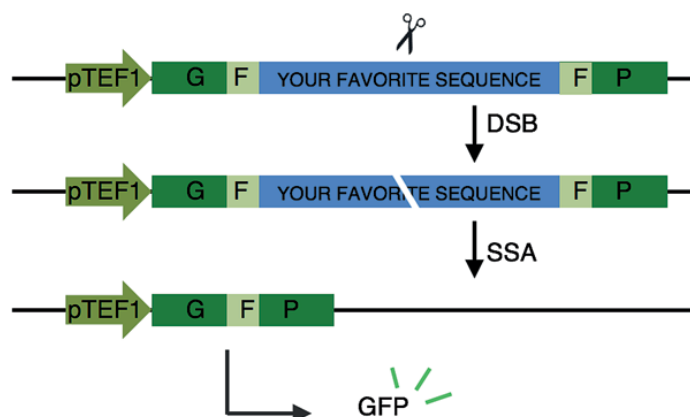 pTEF1 G F YOUR FAVORITE SEQUENCE F P
DSB
pTEF1 G F YOUR FAVORITE SEQUENCE F P
SSA
pTEF1 G F P
GFP